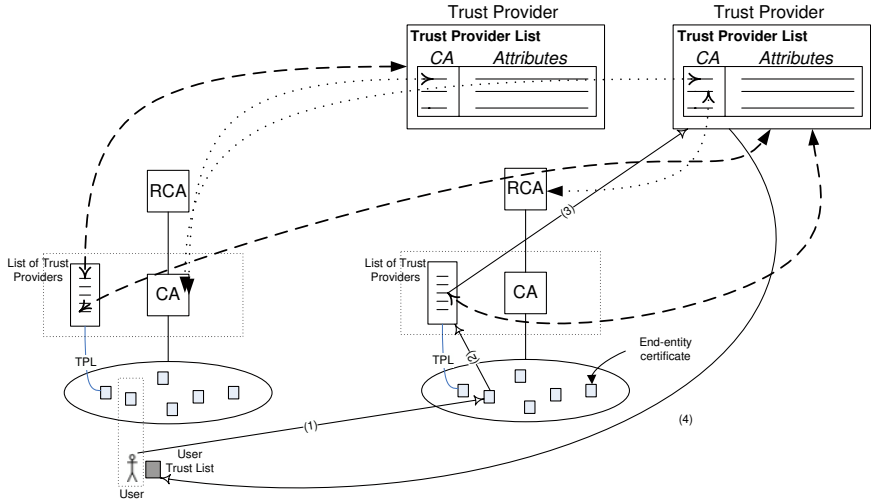 Trust Provider
Trust Provider
Trust Provider List
CA Attributes
Trust Provider List
CA Attributes
RCA
RCA
(3)
List of Trust
Providers
CA
List of Trust
Providers
CA
TPL
TPL
(2)
End-entity
certificate
(1)
(4)
User
Trust List
User